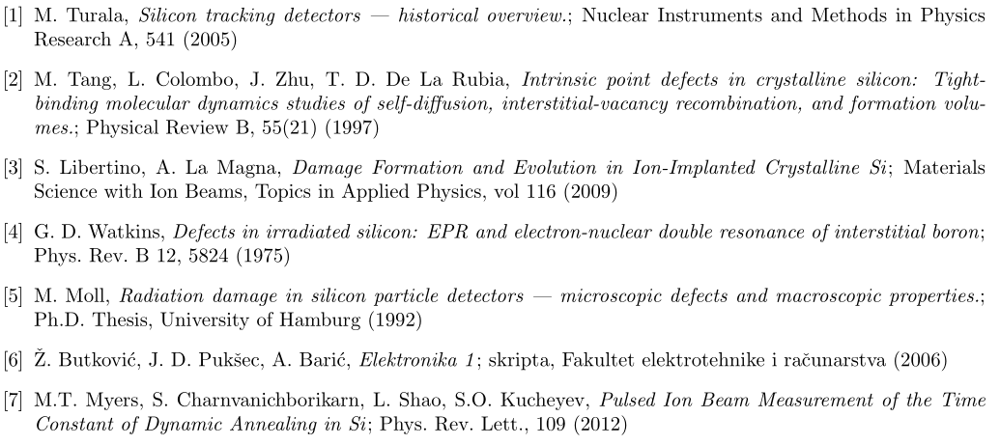 [1] M. Turala, Silicon tracking detectors — historical overview.; Nuclear Instruments and Methods in Physics
Research A, 541 (2005)
[2] M. Tang, L. Colombo, J. Zhu, T. D. De La Rubia, Intrinsic point defects in crystalline silicon: Tight-
binding molecular dynamics studies of self-diffusion, interstitial-vacancy recombination, and formation volu-
mes.; Physical Review B, 55(21) (1997)
[3] S. Libertino, A. La Magna, Damage Formation and Evolution in Ion-Implanted Crystalline Si; Materials
Science with Ion Beams, Topics in Applied Physics, vol 116 (2009)
[4] G. D. Watkins, Defects in irradiated silicon: EPR and electron-nuclear double resonance of interstitial boron;
Phys. Rev. B 12, 5824 (1975)
[5] M. Moll, Radiation damage in silicon particle detectors — microscopic defects and macroscopic properties.;
Ph.D. Thesis, University of Hamburg (1992)
[6] Ž. Butković, J. D. Pukšec, A. Barić, Elektronika 1; skripta, Fakultet elektrotehnike i računarstva (2006)
[7] M.T. Myers, S. Charnvanichborikarn, L. Shao, S.O. Kucheyev, Pulsed Ion Beam Measurement of the Time
Constant of Dynamic Annealing in Si; Phys. Rev. Lett., 109 (2012)